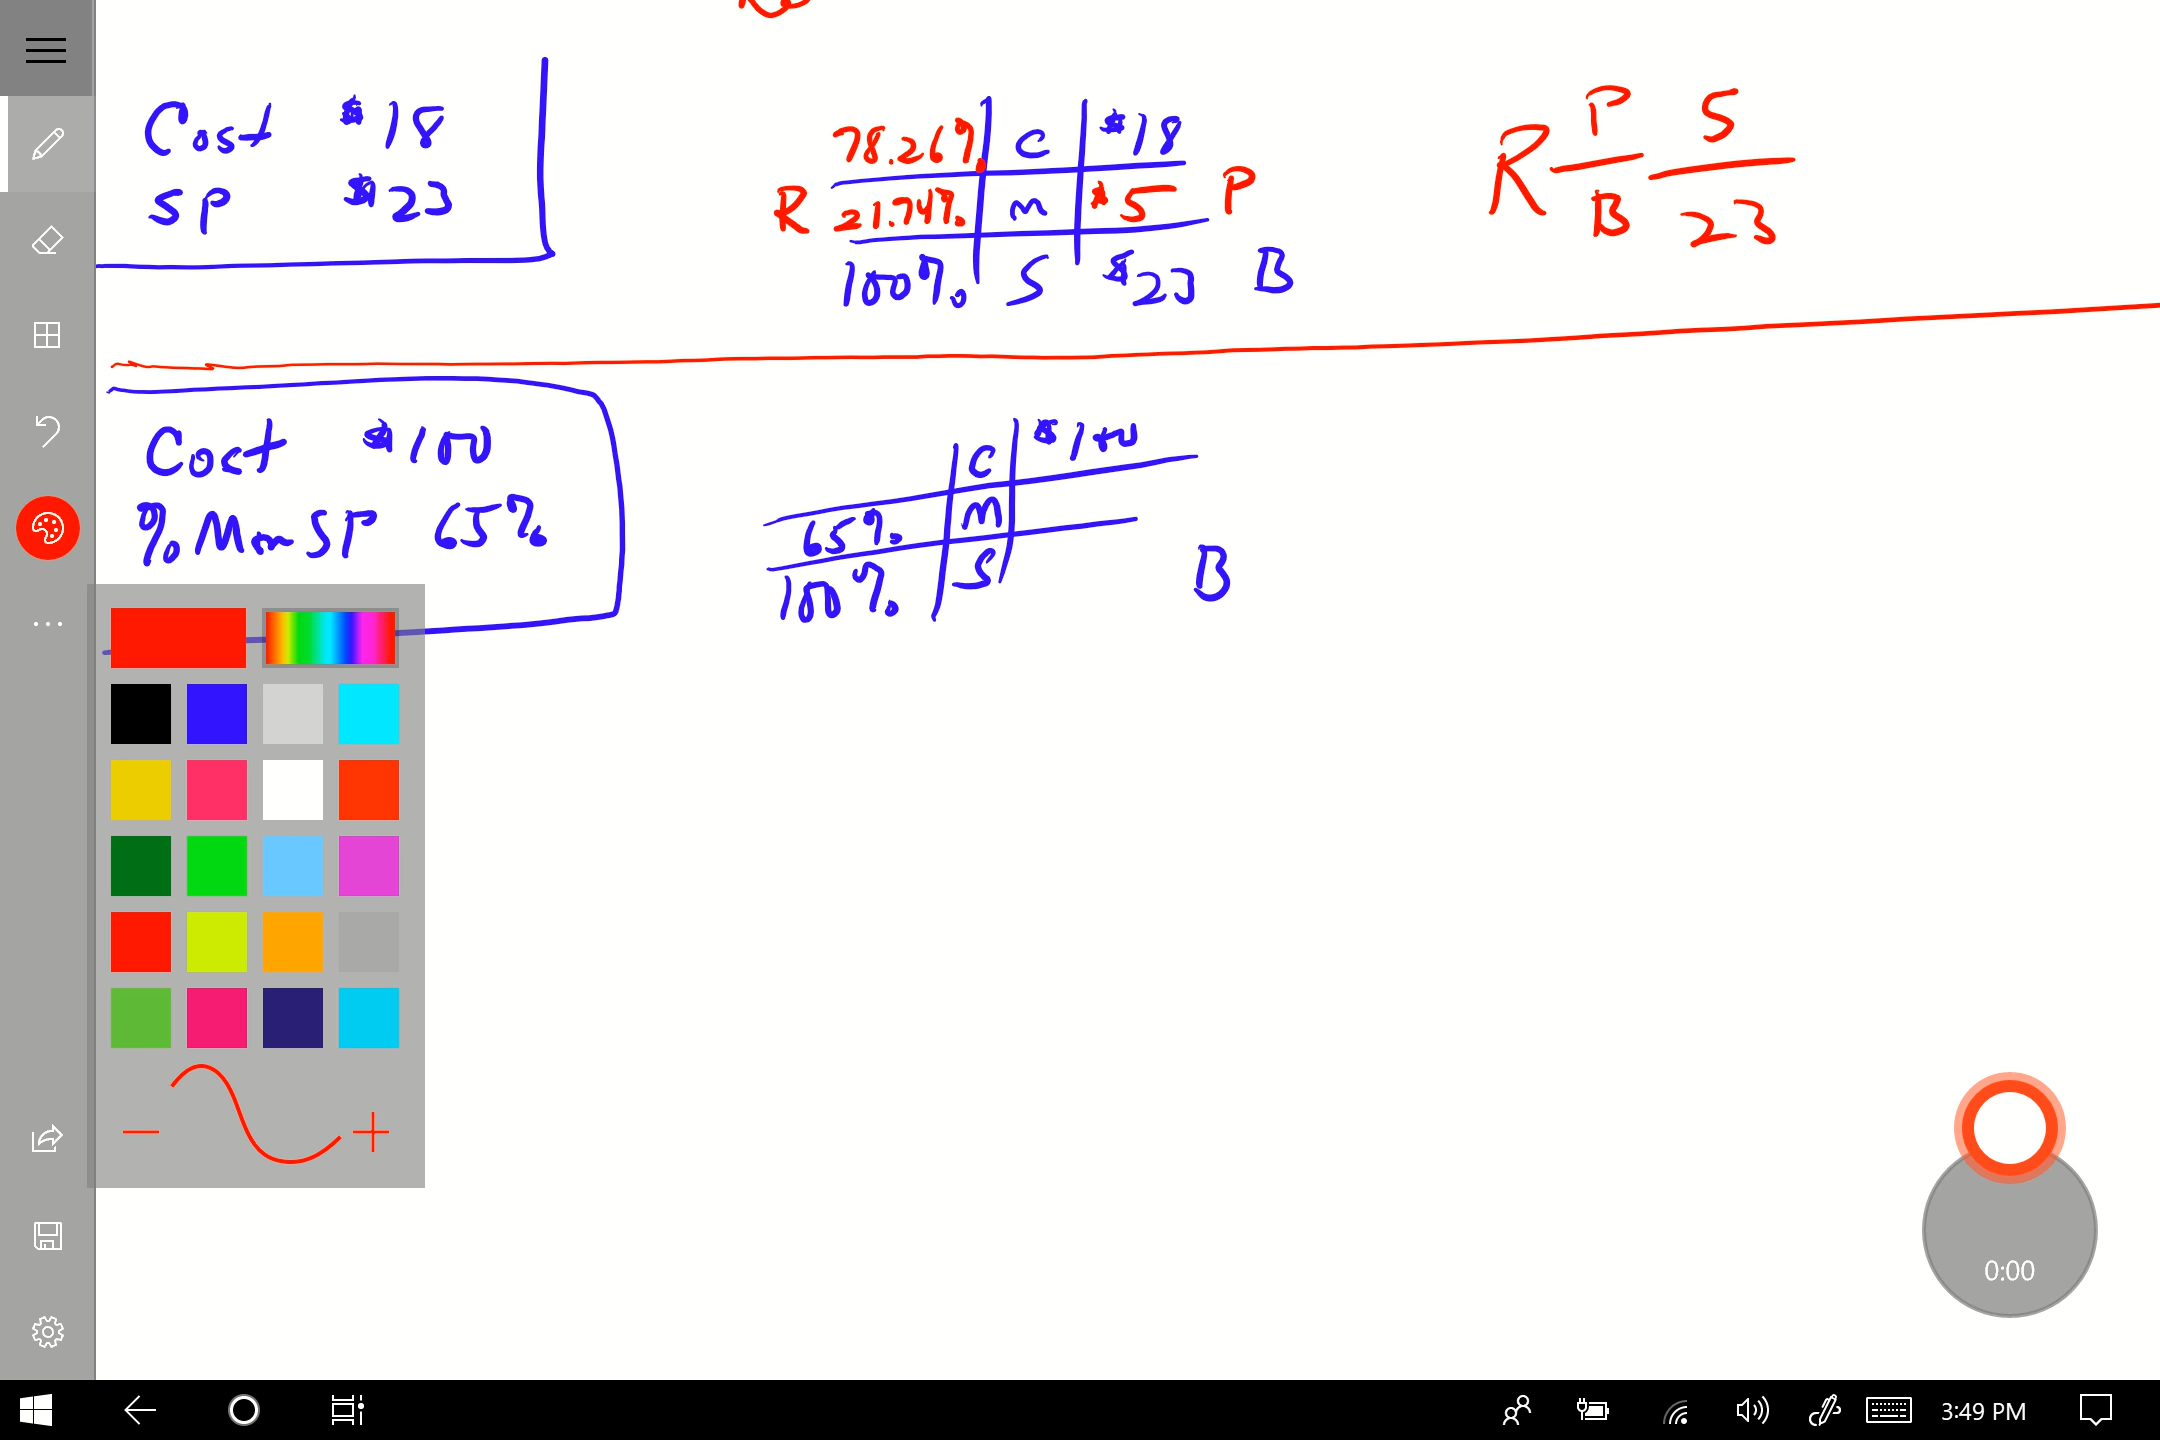 Cost $18
SP $23
78.26% C $18
R 21.74% m $5 P
100% S $23 B
R P/B 5/23
Cost $100
%M on SP 65%
C $100
65% M
100% S B
0:00
3:49 PM